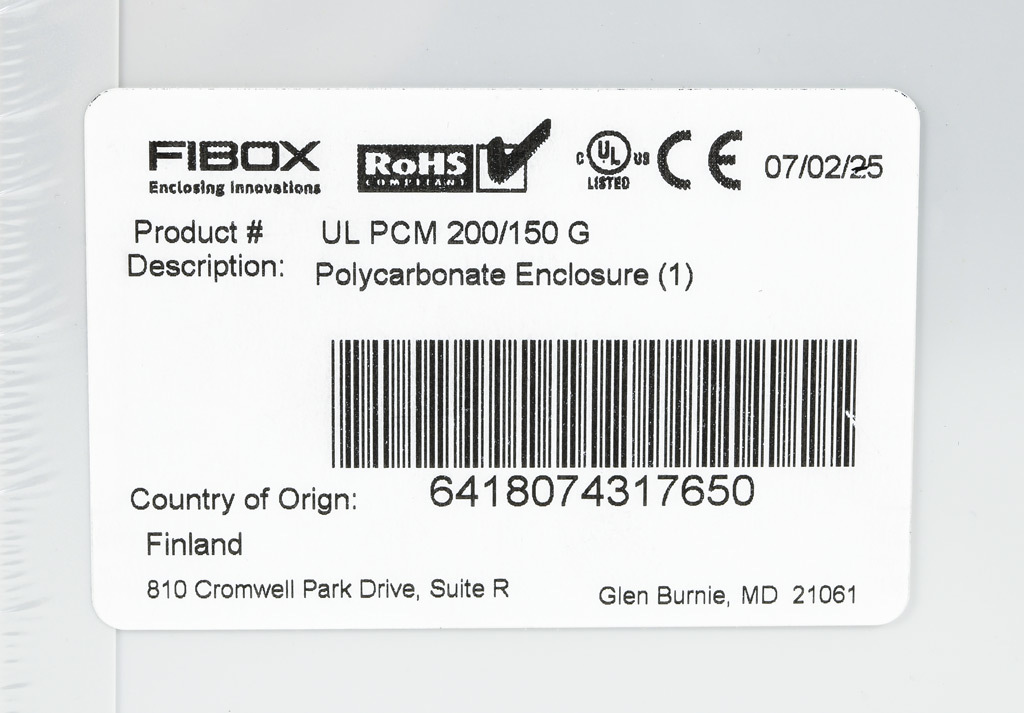 FIBOX
Enclosing Innovations
RoHS
COMPLIANT
C UL US
LISTED
CE
07/02/25
Product # UL PCM 200/150 G
Description: Polycarbonate Enclosure (1)
6418074317650
Country of Orign:
Finland
810 Cromwell Park Drive, Suite R Glen Burnie, MD 21061